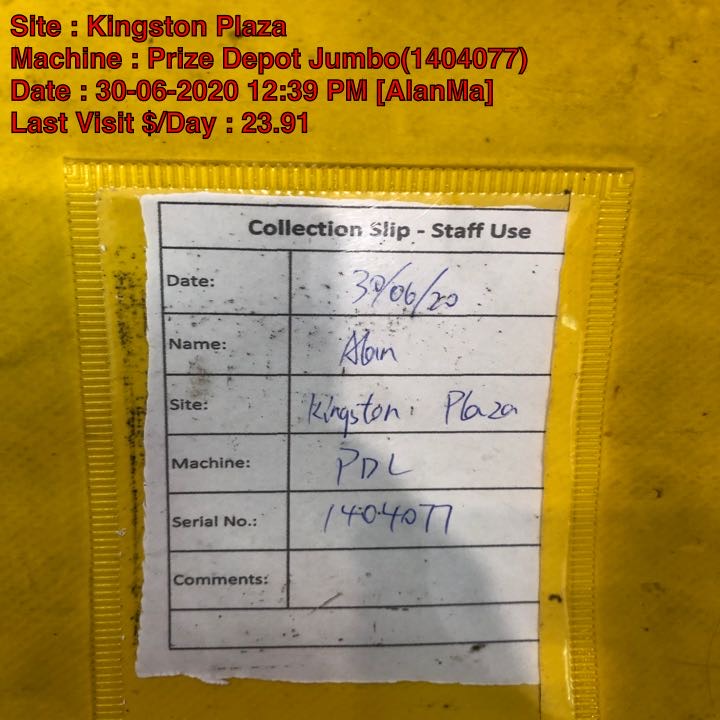 Site : Kingston Plaza
Machine : Prize Depot Jumbo(1404077)
Date : 30-06-2020 12:39 PM [AlanMa]
Last Visit $/Day : 23.91
Collection Slip - Staff Use
Date: 30/06/20
Name: Alan
Site: Kingston Plaza
Machine: PDL
Serial No.: 1404077
Comments: